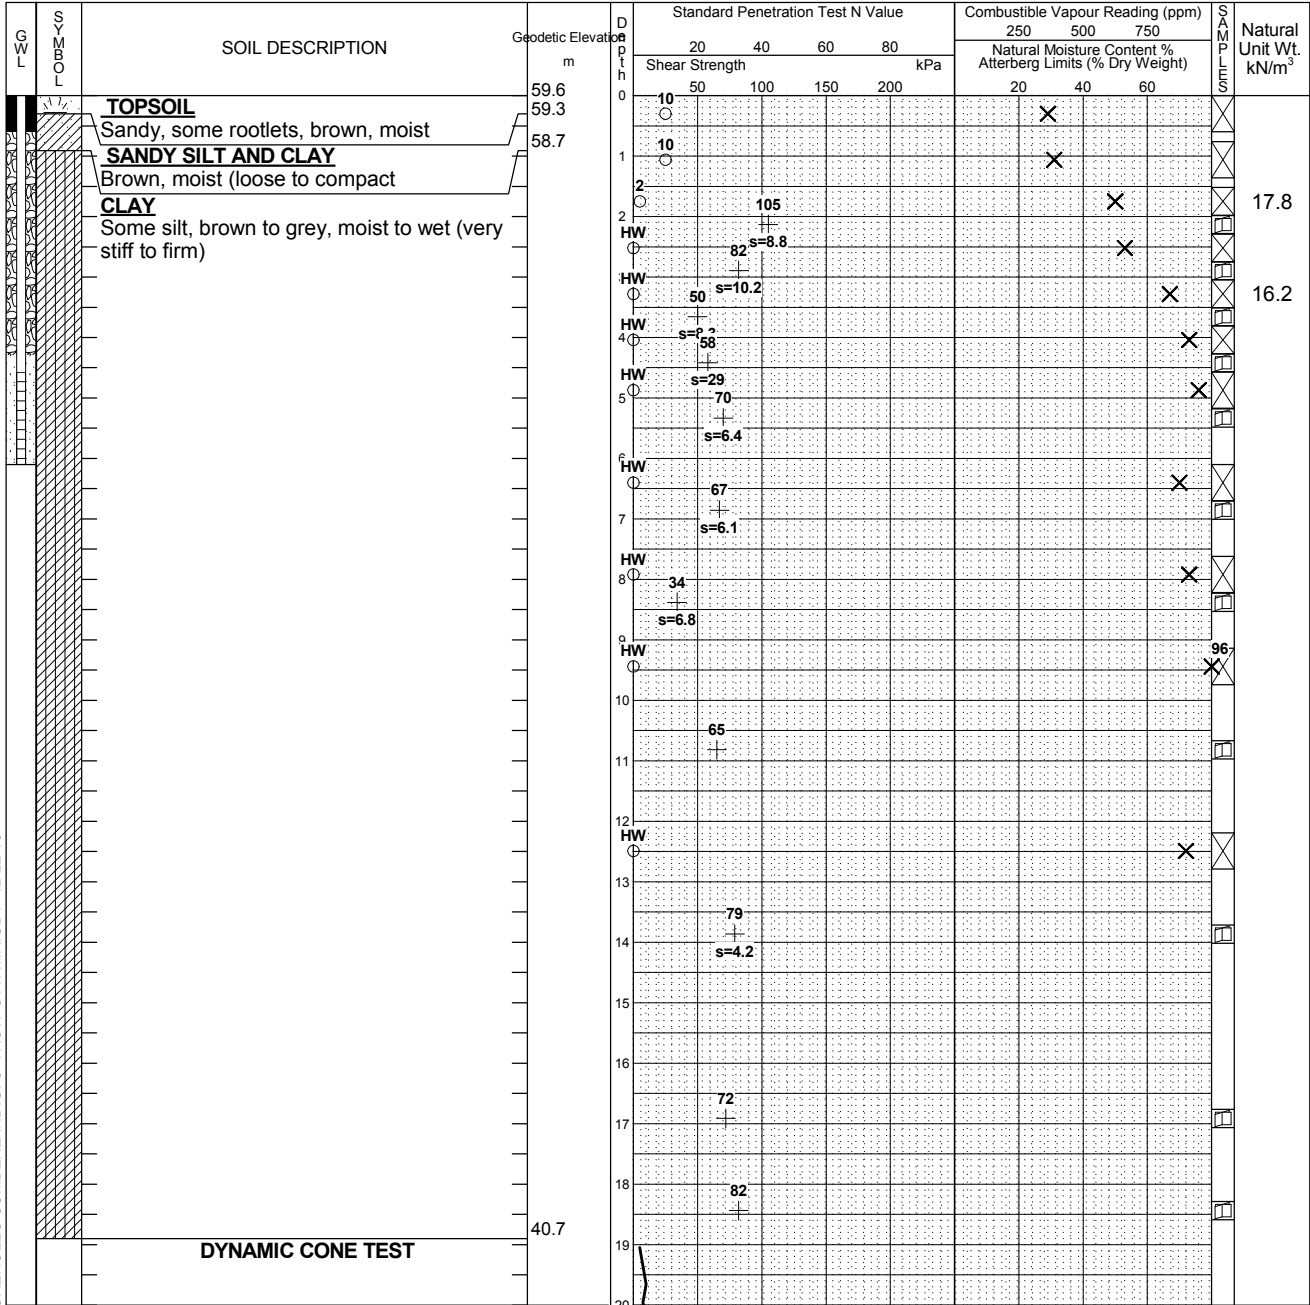 GWL
SYMBOL
SOIL DESCRIPTION
Geodetic Elevation
m
Depth
Standard Penetration Test N Value
20 40 60 80
Shear Strength kPa
50 100 150 200
Combustible Vapour Reading (ppm)
250 500 750
Natural Moisture Content %
Atterberg Limits (% Dry Weight)
20 40 60
SAMPLES
Natural
Unit Wt.
kN/m³
59.6
0
TOPSOIL
59.3
10
Sandy, some rootlets, brown, moist
58.7
10
SANDY SILT AND CLAY
1
Brown, moist (loose to compact
CLAY
2
17.8
105
2
Some silt, brown to grey, moist to wet (very
stiff to firm)
HW
s=8.8
82
s=10.2
HW
16.2
50
HW
4
58
HW
s=29
5
70
s=6.4
6
HW
67
7
s=6.1
HW
8
34
s=6.8
9
HW
96
10
65
11
12
HW
13
79
14
s=4.2
15
16
72
17
18
82
40.7
DYNAMIC CONE TEST
19
20